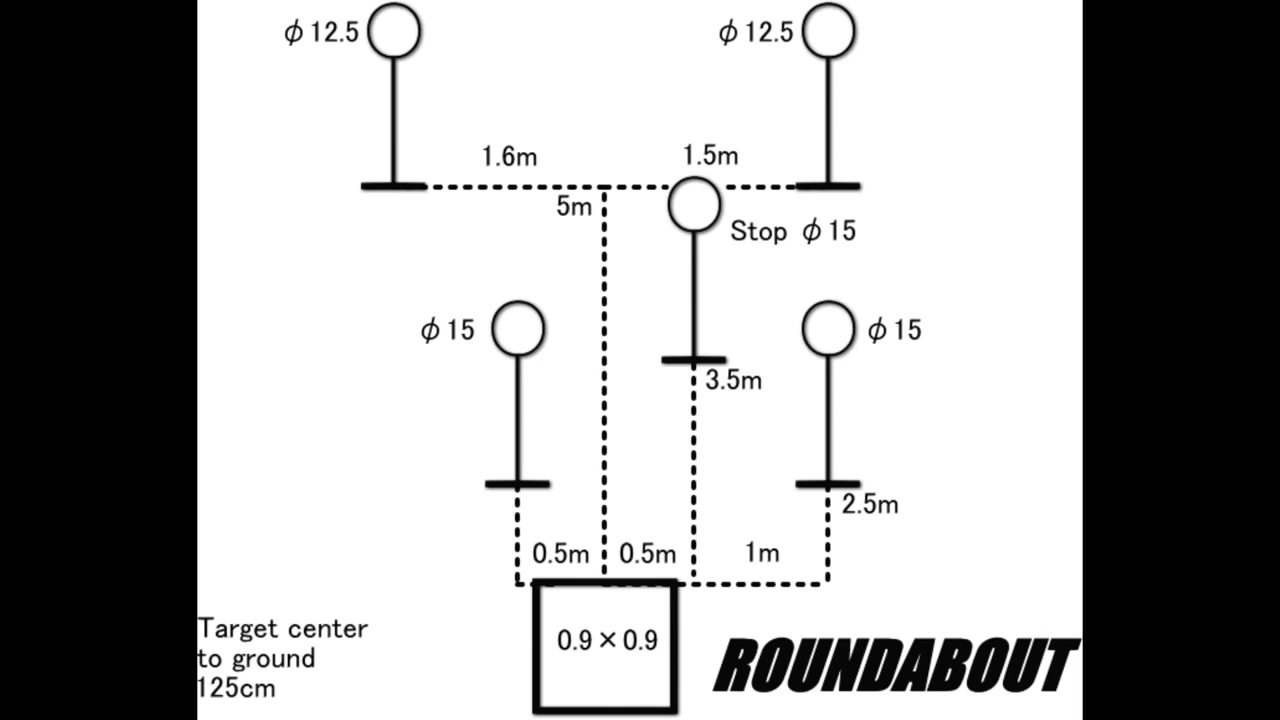 φ12.5
φ12.5
1.6m
1.5m
5m
Stop φ15
φ15
φ15
3.5m
2.5m
0.5m
0.5m
1m
Target center
to ground
125cm
0.9×0.9
ROUNDABOUT